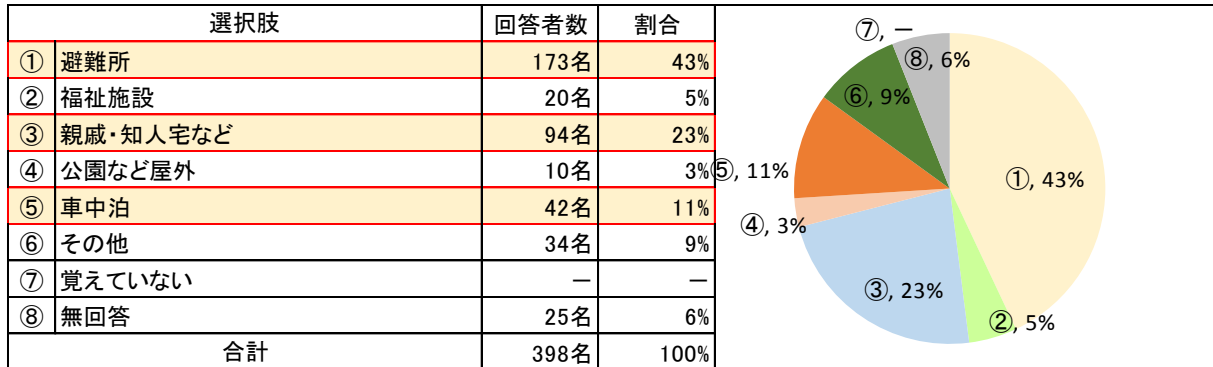 選択肢 回答者数 割合
① 避難所 173名 43%
② 福祉施設 20名 5%
③ 親戚・知人宅など 94名 23%
④ 公園など屋外 10名 3%
⑤ 車中泊 42名 11%
⑥ その他 34名 9%
⑦ 覚えていない － －
⑧ 無回答 25名 6%
合計 398名 100%
⑦, －
⑧, 6%
⑥, 9%
⑤, 11%
①, 43%
④, 3%
③, 23%
②, 5%